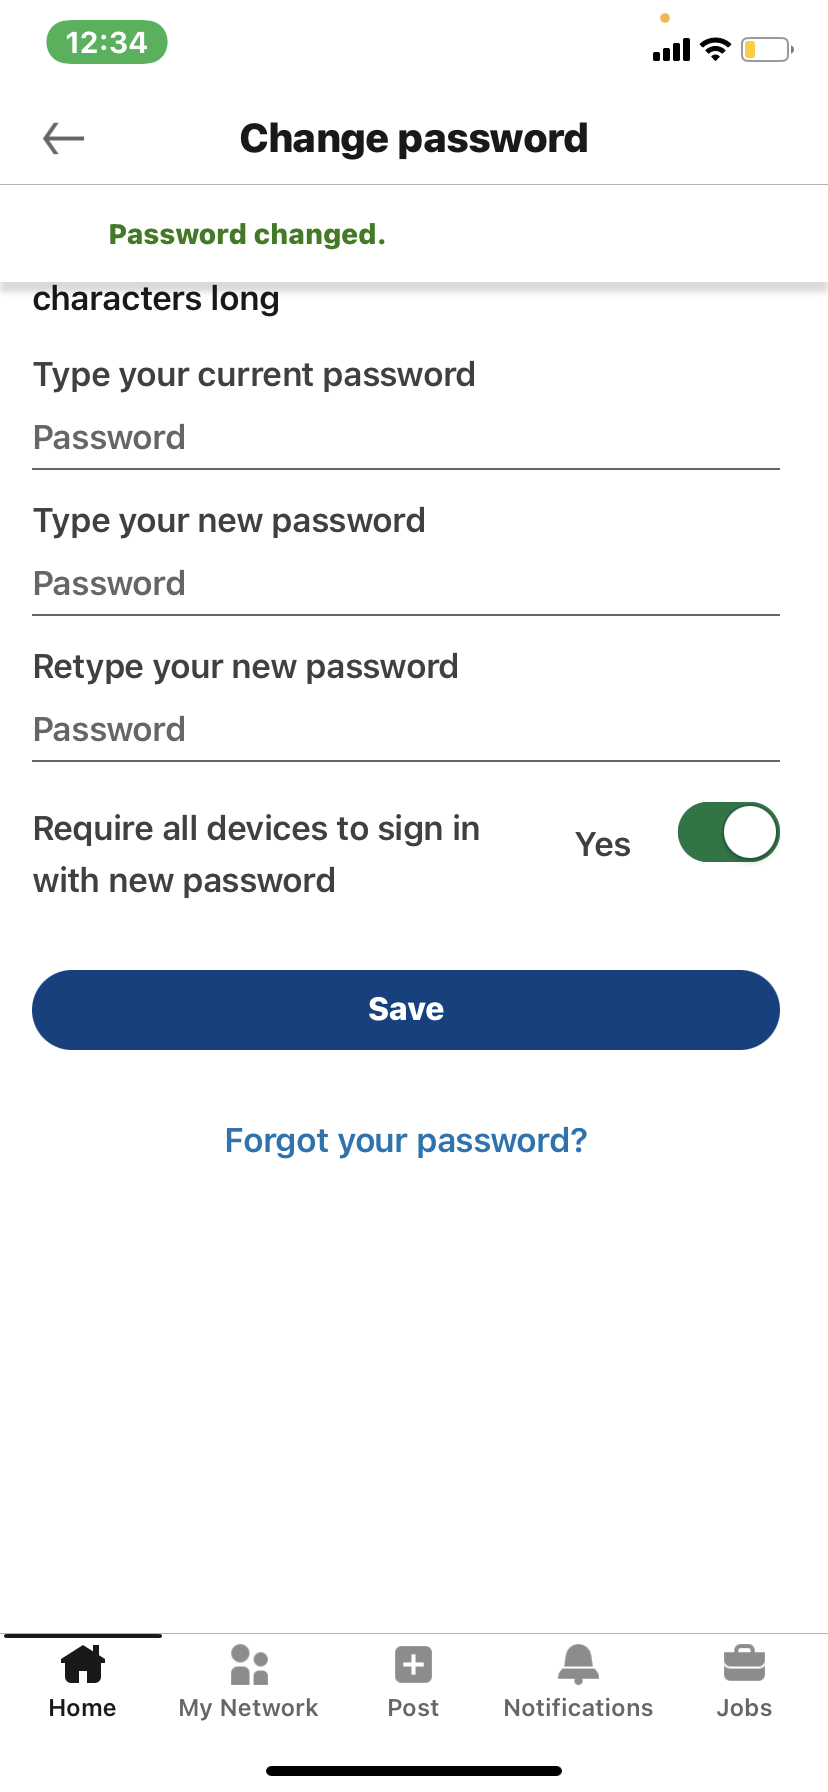 12:34
Change password
Password changed.
characters long
Type your current password
Password
Type your new password
Password
Retype your new password
Password
Require all devices to sign in
with new password
Yes
Save
Forgot your password?
Home
My Network
Post
Notifications
Jobs